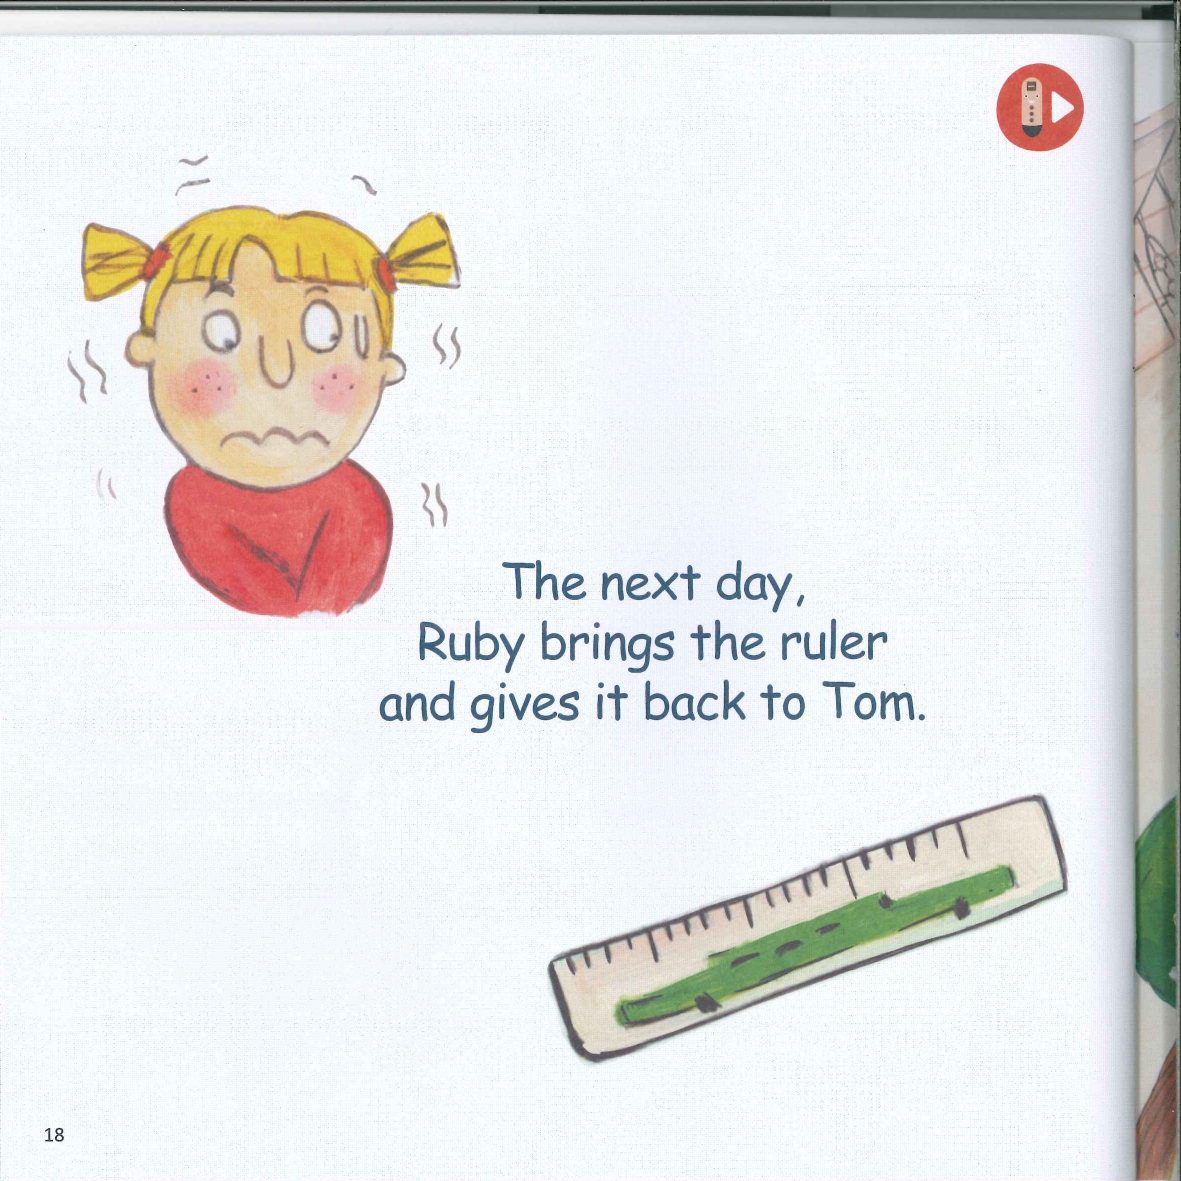 The next day,
Ruby brings the ruler
and gives it back to Tom.
18